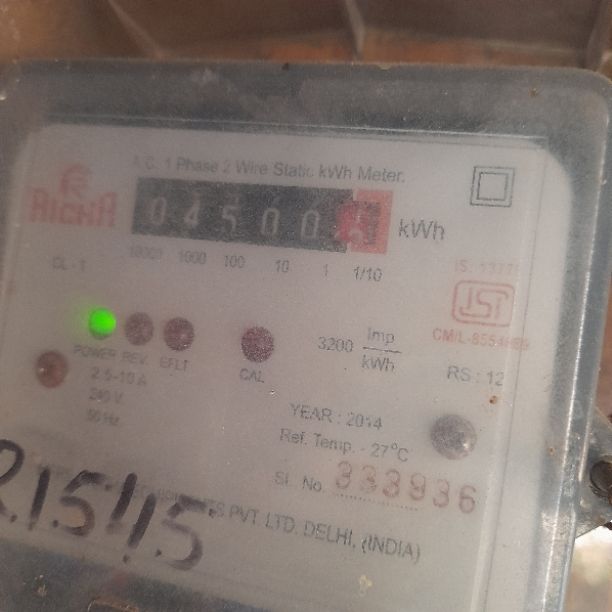 A.C. 1 Phase 2 Wire Static kWh Meter.
RICHA
04500 kWh
10000 1000 100 10 1 1/10
CL - 1
3200 Imp
kWh
CM/L-
POWER REV. EFLT CAL
2.5-10 A
240 V
50 Hz
RS : 12
YEAR : 2014
Ref. Temp. - 27°C
Sl. No. 333936
PVT. LTD. DELHI, (INDIA)